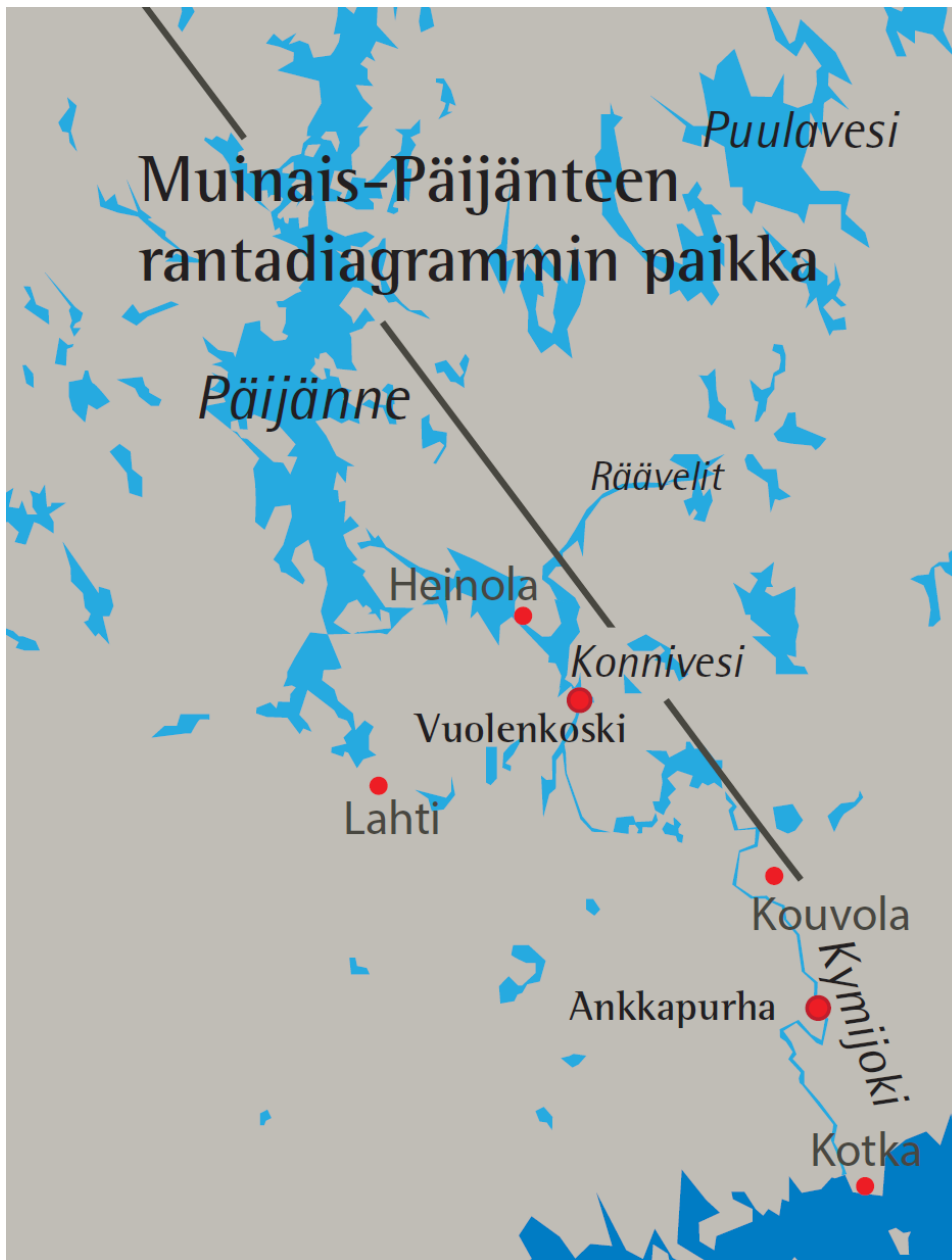 Puulavesi
Muinais-Päijänteen
rantadiagrammin paikka
Päijänne
Räävelit
Heinola
Konnivesi
Vuolenkoski
Lahti
Kouvola
Kymijoki
Ankkapurha
Kotka